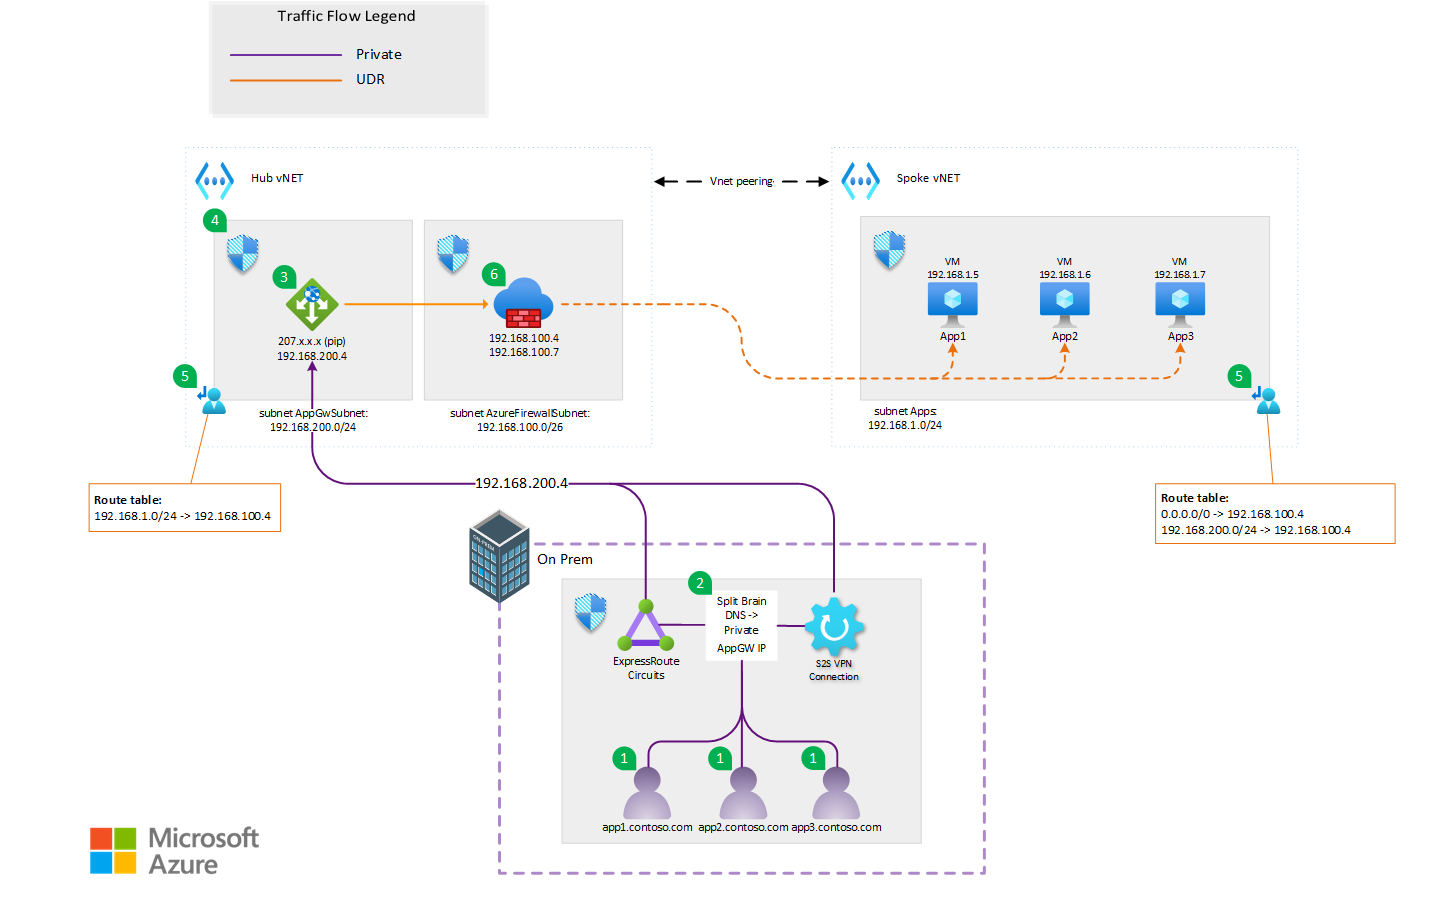 Traffic Flow Legend
Private
UDR
Hub vNET
Vnet peering
Spoke vNET
4
3
6
207.x.x.x (pip)
192.168.200.4
192.168.100.4
192.168.100.7
VM
192.168.1.5
App1
VM
192.168.1.6
App2
VM
192.168.1.7
App3
5
5
subnet AppGwSubnet:
192.168.200.0/24
subnet AzureFirewallSubnet:
192.168.100.0/26
subnet Apps:
192.168.1.0/24
Route table:
192.168.1.0/24 -> 192.168.100.4
192.168.200.4
Route table:
0.0.0.0/0 -> 192.168.100.4
192.168.200.0/24 -> 192.168.100.4
ON-PREM
On Prem
2
Split Brain
DNS ->
Private
AppGW IP
ExpressRoute
Circuits
S2S VPN
Connection
1
1
1
app1.contoso.com
app2.contoso.com
app3.contoso.com
Microsoft
Azure